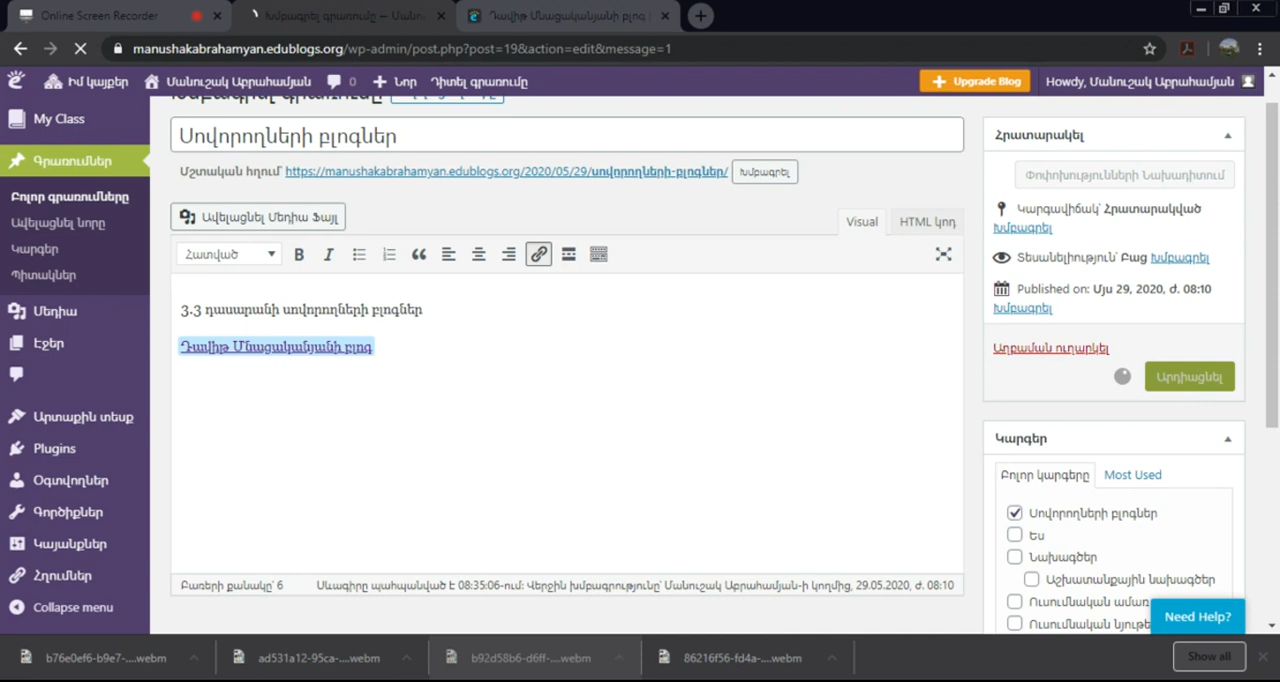 Online Screen Recorder
Խմբագրել գրառումը — Մանու
Դավիթ Մնացականյանի բլոգ |
manushakabrahamyan.edublogs.org/wp-admin/post.php?post=19&action=edit&message=1
Իմ կայքեր
Մանուշակ Աբրահամյան
0
Նոր
Դիտել գրառումը
Upgrade Blog
Howdy, Մանուշակ Աբրահամյան
My Class
Գրառումներ
Բոլոր գրառումները
Ավելացնել նորը
Կարգեր
Պիտակներ
Մեդիա
Էջեր
Արտաքին տեսք
Plugins
Օգտվողներ
Գործիքներ
Կայանքներ
Հղումներ
Collapse menu
Խմբագրել գրառումը
Սովորողների բլոգներ
Մշտական հղում՝ https://manushakabrahamyan.edublogs.org/2020/05/29/սովորողների-բլոգներ/ Խմբագրել
Ավելացնել Մեդիա Ֆայլ
Visual
HTML կոդ
Հատված
3.3 դասարանի սովորողների բլոգներ
Դավիթ Մնացականյանի բլոգ
Բառերի քանակը՝ 6
Սևագիրը պահպանված է 08:35:06-ում: Վերջին խմբագրությունը՝ Մանուշակ Աբրահամյան-ի կողմից, 29.05.2020, ժ. 08:10
Հրատարակել
Փոփոխությունների Նախադիտում
Կարգավիճակ՝ Հրատարակված
Խմբագրել
Տեսանելիություն՝ Բաց Խմբագրել
Published on: Մյս 29, 2020, ժ. 08:10
Խմբագրել
Աղբաման ուղարկել
Արդիացնել
Կարգեր
Բոլոր կարգերը
Most Used
Սովորողների բլոգներ
Ես
Նախագծեր
Աշխատանքային նախագծեր
Ուսումնական ամառ
Ուսումնական նյութե
Need Help?
b76e0ef6-b9e7-....webm
ad531a12-95ca-....webm
b92d58b6-d6ff-....webm
86216f56-fd4a-....webm
Show all